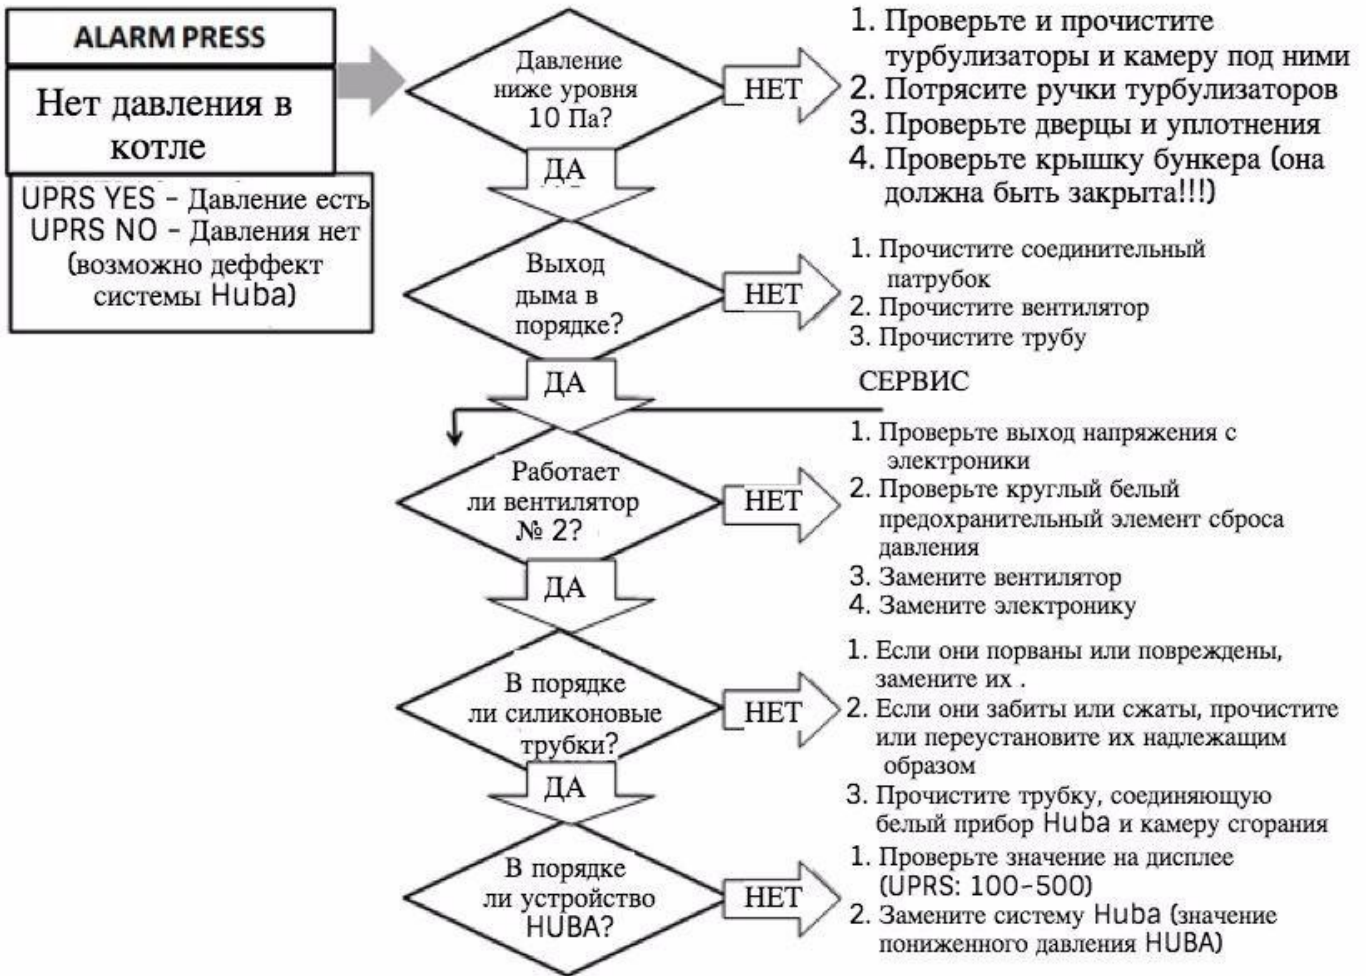 ALARM PRESS
Нет давления в
котле
UPRS YES - Давление есть
UPRS NO - Давления нет
(возможно деффект
системы Huba)
Давление
ниже уровня
10 Па?
НЕТ
1. Проверьте и прочистите
турбулизаторы и камеру под ними
2. Потрясите ручки турбулизаторов
3. Проверьте дверцы и уплотнения
4. Проверьте крышку бункера (она
должна быть закрыта!!!)
ДА
Выход
дыма в
порядке?
НЕТ
1. Прочистите соединительный
патрубок
2. Прочистите вентилятор
3. Прочистите трубу
ДА
СЕРВИС
Работает
ли вентилятор
№ 2?
НЕТ
1. Проверьте выход напряжения с
электроники
2. Проверьте круглый белый
предохранительный элемент сброса
давления
3. Замените вентилятор
4. Замените электронику
ДА
В порядке
ли силиконовые
трубки?
НЕТ
1. Если они порваны или повреждены,
замените их .
2. Если они забиты или сжаты, прочистите
или переустановите их надлежащим
образом
3. Прочистите трубку, соединяющую
белый прибор Huba и камеру сгорания
ДА
В порядке
ли устройство
HUBA?
НЕТ
1. Проверьте значение на дисплее
(UPRS: 100-500)
2. Замените систему Huba (значение
пониженного давления HUBA)